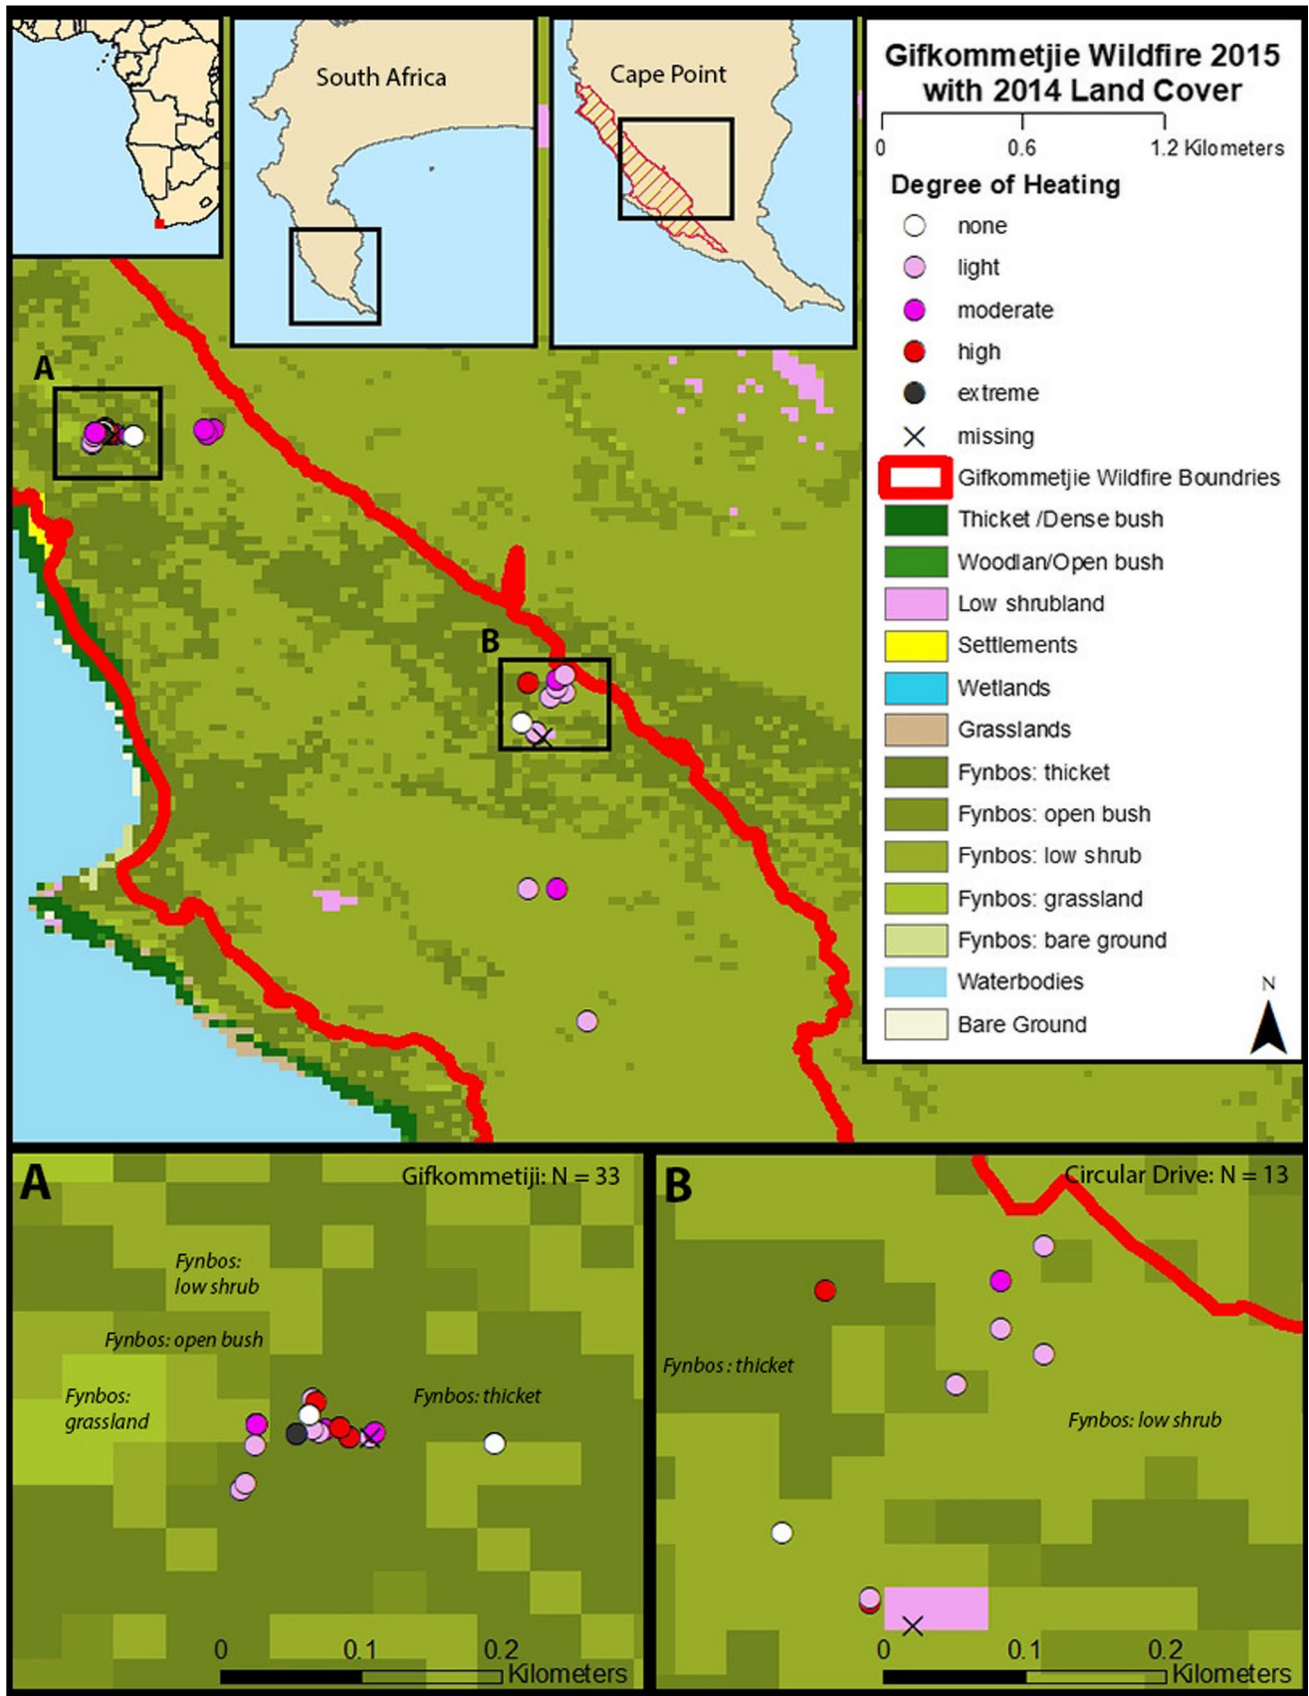 South Africa
Cape Point
Gifkommetjie Wildfire 2015
with 2014 Land Cover
0 0.6 1.2 Kilometers
Degree of Heating
none
light
moderate
high
extreme
missing
Gifkommetjie Wildfire Boundries
Thicket /Dense bush
Woodlan/Open bush
Low shrubland
Settlements
Wetlands
Grasslands
Fynbos: thicket
Fynbos: open bush
Fynbos: low shrub
Fynbos: grassland
Fynbos: bare ground
Waterbodies
Bare Ground
N
A
B
A
Gifkommetiji: N = 33
Fynbos:
low shrub
Fynbos: open bush
Fynbos:
grassland
Fynbos: thicket
0 0.1 0.2
Kilometers
B
Circular Drive: N = 13
Fynbos : thicket
Fynbos: low shrub
0 0.1 0.2
Kilometers